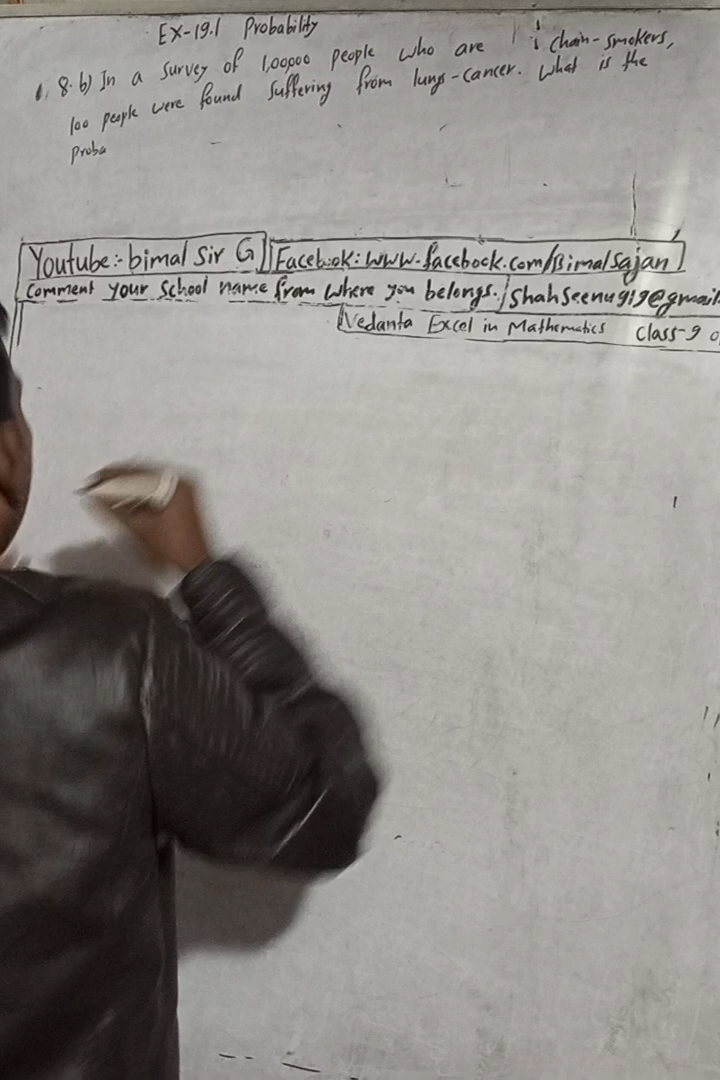 Ex-19.1 Probability
8. b) In a survey of 1,00,000 people who are chain-smokers,
100 people were found suffering from lungs-cancer. What is the
Proba
Youtube:- bimal Sir G Facebook: www.facebook.com/Bimalsajan
Comment your School name from where you belongs. / Shahseenu919@gmail.
Vedanta Excel in Mathematics Class-9